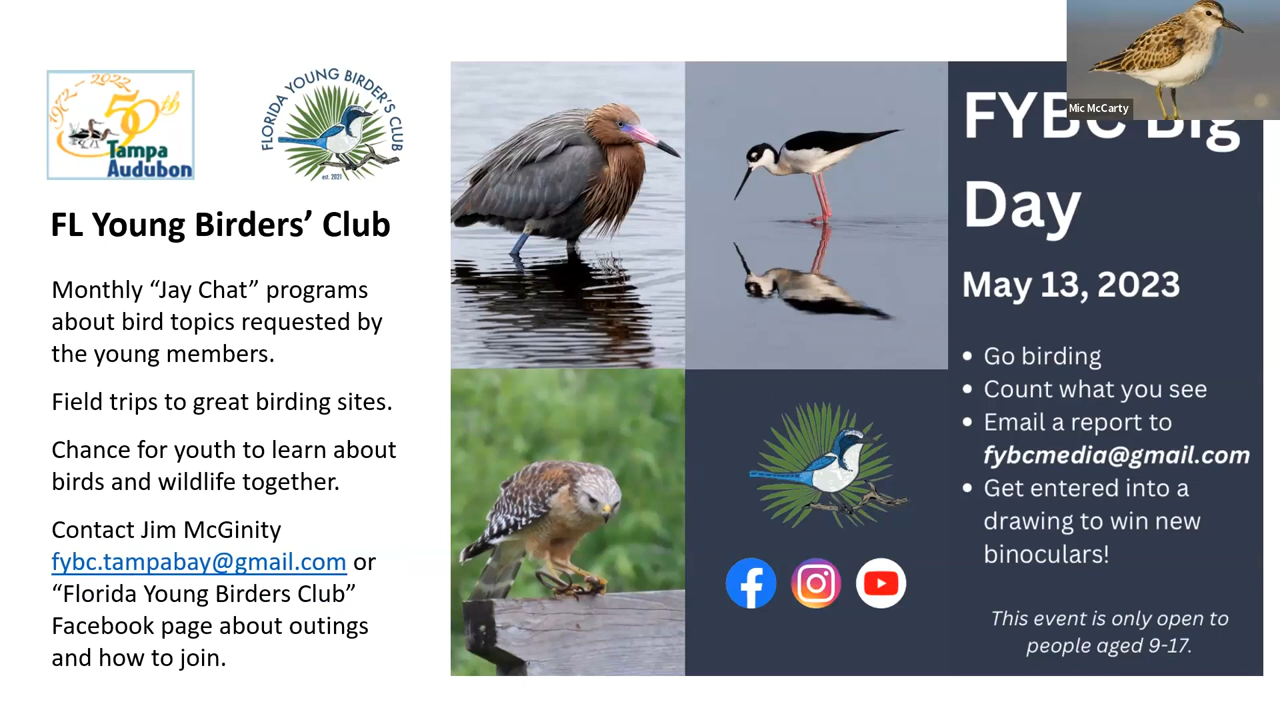 1972 - 2022
50th
Tampa
Audubon
FLORIDA YOUNG BIRDER'S CLUB
est. 2021
FL Young Birders’ Club
Monthly “Jay Chat” programs
about bird topics requested by
the young members.
Field trips to great birding sites.
Chance for youth to learn about
birds and wildlife together.
Contact Jim McGinity
fybc.tampabay@gmail.com or
“Florida Young Birders Club”
Facebook page about outings
and how to join.
Mic McCarty
FYBC Big
Day
May 13, 2023
• Go birding
• Count what you see
• Email a report to
fybcmedia@gmail.com
• Get entered into a
drawing to win new
binoculars!
This event is only open to
people aged 9-17.